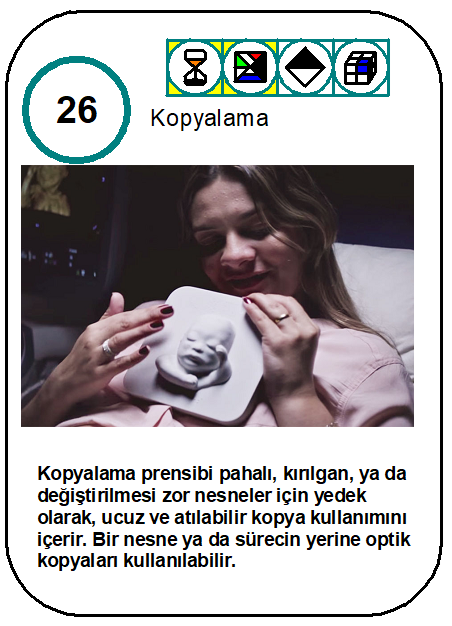 26
Kopyalama
Kopyalama prensibi pahalı, kırılgan, ya da
değiştirilmesi zor nesneler için yedek
olarak, ucuz ve atılabilir kopya kullanımını
içerir. Bir nesne ya da sürecin yerine optik
kopyaları kullanılabilir.